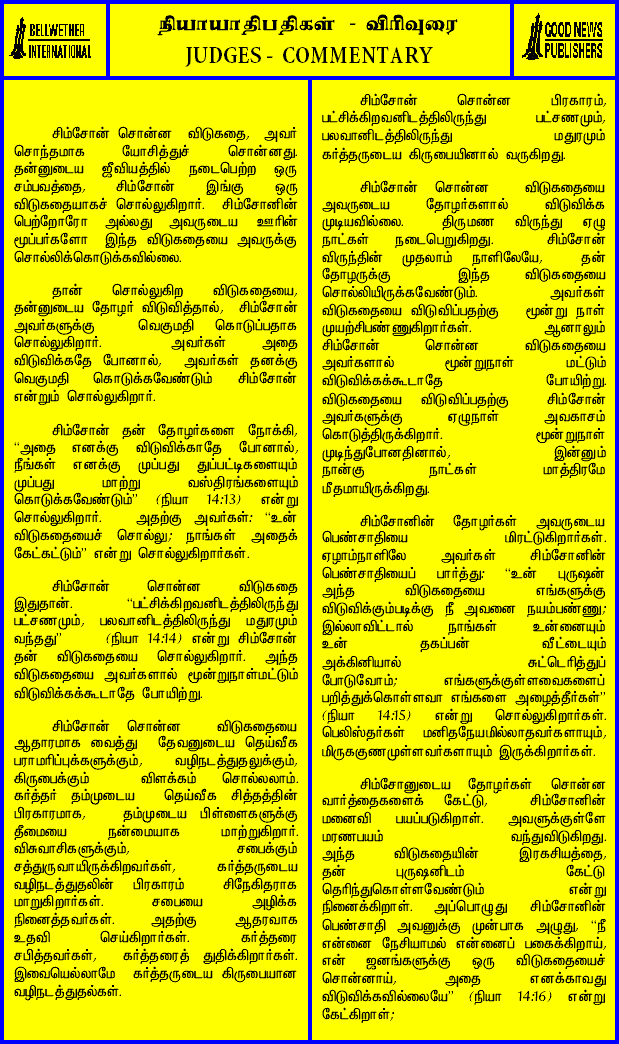 BELLWETHER
INTERNATIONAL
நியாயாதிபதிகள் - விரிவுரை
JUDGES - COMMENTARY
GOOD NEWS
PUBLISHERS
சிம்சோன் சொன்ன விடுகதை, அவர்
சொந்தமாக யோசித்துச் சொன்னது.
தன்னுடைய ஜீவியத்தில் நடைபெற்ற ஒரு
சம்பவத்தை, சிம்சோன் இங்கு ஒரு
விடுகதையாகச் சொல்லுகிறார். சிம்சோனின்
பெற்றோரோ அல்லது அவருடைய ஊரின்
மூப்பர்களோ இந்த விடுகதையை அவருக்கு
சொல்லிக்கொடுக்கவில்லை.
தான் சொல்லுகிற விடுகதையை,
தன்னுடைய தோழர் விடுவித்தால், சிம்சோன்
அவர்களுக்கு வெகுமதி கொடுப்பதாக
சொல்லுகிறார். அவர்கள் அதை
விடுவிக்கதே போனால், அவர்கள் தனக்கு
வெகுமதி கொடுக்கவேண்டும் சிம்சோன்
என்றும் சொல்லுகிறார்.
சிம்சோன் தன் தோழர்களை நோக்கி,
“அதை எனக்கு விடுவிக்காதே போனால்,
நீங்கள் எனக்கு முப்பது துப்பட்டிகளையும்
முப்பது மாற்று வஸ்திரங்களையும்
கொடுக்கவேண்டும்” (நியா 14:13) என்று
சொல்லுகிறார். அதற்கு அவர்கள்: “உன்
விடுகதையைச் சொல்லு; நாங்கள் அதைக்
கேட்கட்டும்” என்று சொல்லுகிறார்கள்.
சிம்சோன் சொன்ன விடுகதை
இதுதான். “பட்சிக்கிறவனிடத்திலிருந்து
பட்சணமும், பலவானிடத்திலிருந்து மதுரமும்
வந்தது” (நியா 14:14) என்று சிம்சோன்
தன் விடுகதையை சொல்லுகிறார். அந்த
விடுகதையை அவர்களால் மூன்றுநாள்மட்டும்
விடுவிக்கக்கூடாதே போயிற்று.
சிம்சோன் சொன்ன விடுகதையை
ஆதாரமாக வைத்து தேவனுடைய தெய்வீக
பராமரிப்புக்களுக்கும், வழிநடத்துதலுக்கும்,
கிருபைக்கும் விளக்கம் சொல்லலாம்.
கர்த்தர் தம்முடைய தெய்வீக சித்தத்தின்
பிரகாரமாக, தம்முடைய பிள்ளைகளுக்கு
தீமையை நன்மையாக மாற்றுகிறார்.
விசுவாசிகளுக்கும், சபைக்கும்
சத்துருவாயிருக்கிறவர்கள், கர்த்தருடைய
வழிநடத்துதலின் பிரகாரம் சிநேகிதராக
மாறுகிறார்கள். சபையை அழிக்க
நினைத்தவர்கள். அதற்கு ஆதரவாக
உதவி செய்கிறார்கள். கர்த்தரை
சபித்தவர்கள், கர்த்தரைத் துதிக்கிறார்கள்.
இவையெல்லாமே கர்த்தருடைய கிருபையான
வழிநடத்துதல்கள்.
சிம்சோன் சொன்ன பிரகாரம்,
பட்சிக்கிறவனிடத்திலிருந்து பட்சணமும்,
பலவானிடத்திலிருந்து மதுரமும்
கர்த்தருடைய கிருபையினால் வருகிறது.
சிம்சோன் சொன்ன விடுகதையை
அவருடைய தோழர்களால் விடுவிக்க
முடியவில்லை. திருமண விருந்து ஏழு
நாட்கள் நடைபெறுகிறது. சிம்சோன்
விருந்தின் முதலாம் நாளிலேயே, தன்
தோழருக்கு இந்த விடுகதையை
சொல்லியிருக்கவேண்டும். அவர்கள்
விடுகதையை விடுவிப்பதற்கு மூன்று நாள்
முயற்சிபண்ணுகிறார்கள். ஆனாலும்
சிம்சோன் சொன்ன விடுகதையை
அவர்களால் மூன்றுநாள் மட்டும்
விடுவிக்கக்கூடாதே போயிற்று.
விடுகதையை விடுவிப்பதற்கு சிம்சோன்
அவர்களுக்கு ஏழுநாள் அவகாசம்
கொடுத்திருக்கிறார். மூன்றுநாள்
முடிந்துபோனதினால், இன்னும்
நான்கு நாட்கள் மாத்திரமே
மீதமாயிருக்கிறது.
சிம்சோனின் தோழர்கள் அவருடைய
பெண்சாதியை மிரட்டுகிறார்கள்.
ஏழாம்நாளிலே அவர்கள் சிம்சோனின்
பெண்சாதியைப் பார்த்து: “உன் புருஷன்
அந்த விடுகதையை எங்களுக்கு
விடுவிக்கும்படிக்கு நீ அவனை நயம்பண்ணு;
இல்லாவிட்டால் நாங்கள் உன்னையும்
உன் தகப்பன் வீட்டையும்
அக்கினியால் சுட்டெரித்துப்
போடுவோம்; எங்களுக்குள்ளவைகளைப்
பறித்துக்கொள்ளவா எங்களை அழைத்தீர்கள்”
(நியா 14:15) என்று சொல்லுகிறார்கள்.
பெலிஸ்தர்கள் மனிதநேயமில்லாதவர்களாயும்,
மிருககுணமுள்ளவர்களாயும் இருக்கிறார்கள்.
சிம்சோனுடைய தோழர்கள் சொன்ன
வார்த்தைகளைக் கேட்டு, சிம்சோனின்
மனைவி பயப்படுகிறாள். அவளுக்குள்ளே
மரணபயம் வந்துவிடுகிறது.
அந்த விடுகதையின் இரகசியத்தை,
தன் புருஷனிடம் கேட்டு
தெரிந்துகொள்ளவேண்டும் என்று
நினைக்கிறாள். அப்பொழுது சிம்சோனின்
பெண்சாதி அவனுக்கு முன்பாக அழுது, “நீ
என்னை நேசியாமல் என்னைப் பகைக்கிறாய்,
என் ஜனங்களுக்கு ஒரு விடுகதையைச்
சொன்னாய், அதை எனக்காவது
விடுவிக்கவில்லையே” (நியா 14:16) என்று
கேட்கிறாள்;